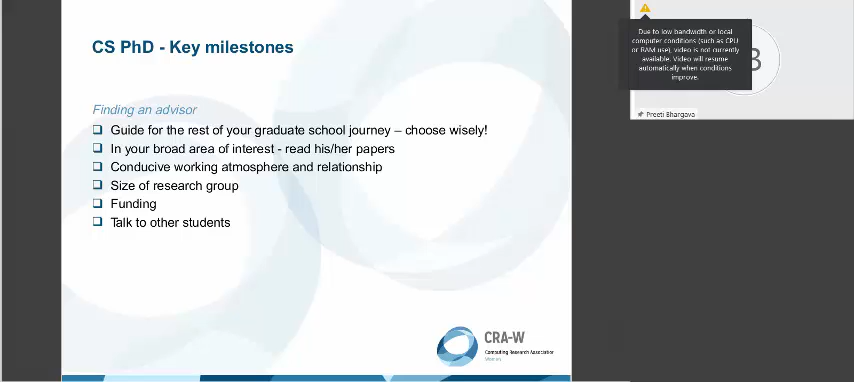 CS PhD - Key milestones
Finding an advisor
Guide for the rest of your graduate school journey – choose wisely!
In your broad area of interest - read his/her papers
Conducive working atmosphere and relationship
Size of research group
Funding
Talk to other students
CRA-W
Computing Research Association
Women
Due to low bandwidth or local
computer conditions (such as CPU
or RAM use), video is not currently
available. Video will resume
automatically when conditions
improve.
Preeti Bhargava